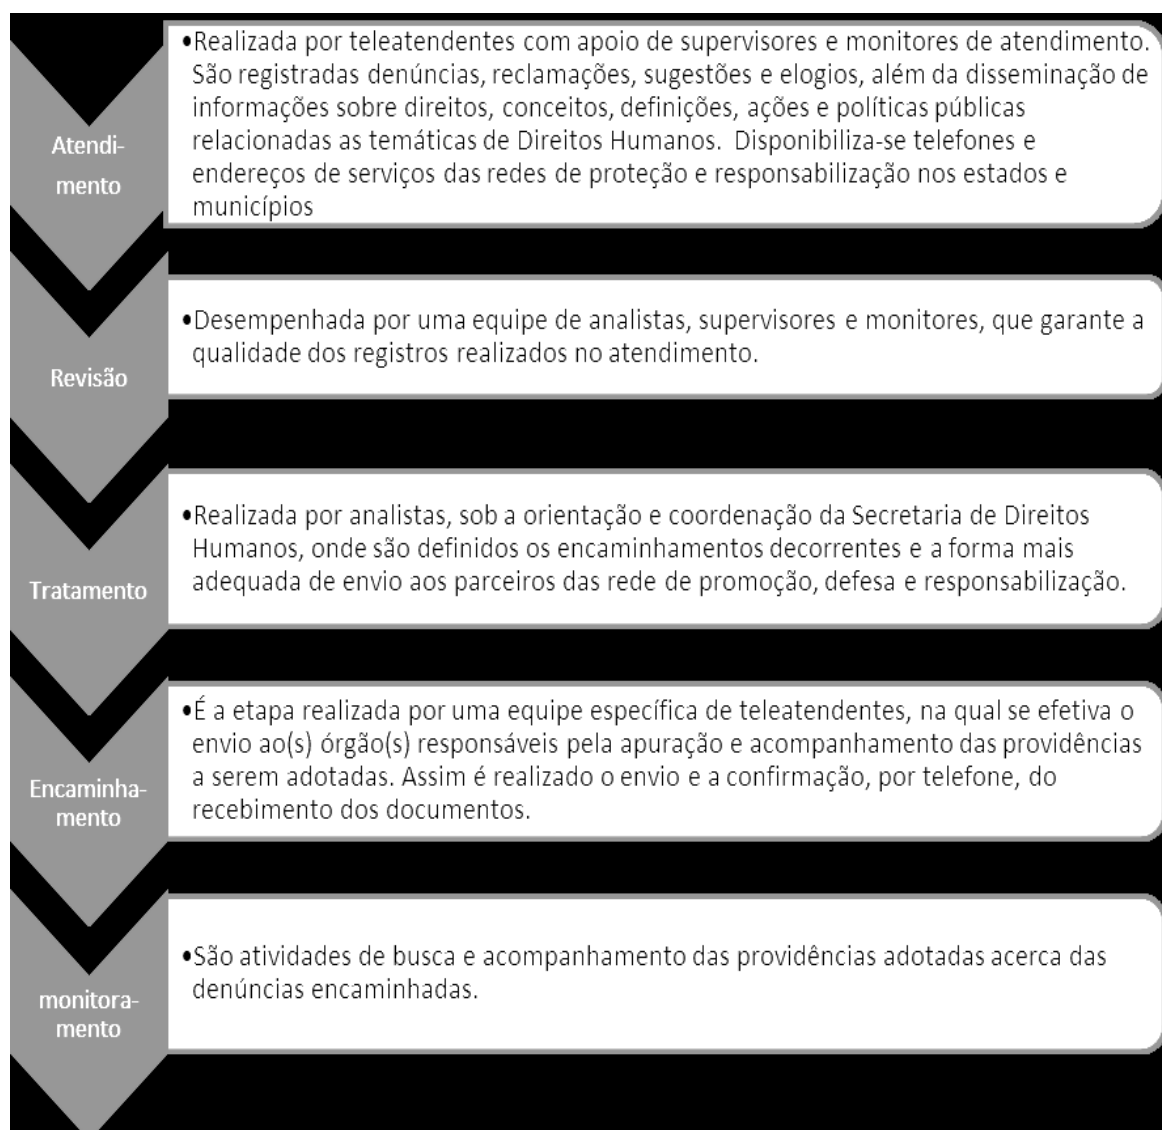 Atendi-
mento
•Realizada por teleatendentes com apoio de supervisores e monitores de atendimento.
São registradas denúncias, reclamações, sugestões e elogios, além da disseminação de
informações sobre direitos, conceitos, definições, ações e políticas públicas
relacionadas as temáticas de Direitos Humanos. Disponibiliza-se telefones e
endereços de serviços das redes de proteção e responsabilização nos estados e
municípios
Revisão
•Desempenhada por uma equipe de analistas, supervisores e monitores, que garante a
qualidade dos registros realizados no atendimento.
Tratamento
•Realizada por analistas, sob a orientação e coordenação da Secretaria de Direitos
Humanos, onde são definidos os encaminhamentos decorrentes e a forma mais
adequada de envio aos parceiros das rede de promoção, defesa e responsabilização.
Encaminha-
mento
•É a etapa realizada por uma equipe específica de teleatendentes, na qual se efetiva o
envio ao(s) órgão(s) responsáveis pela apuração e acompanhamento das providências
a serem adotadas. Assim é realizado o envio e a confirmação, por telefone, do
recebimento dos documentos.
monitora-
mento
•São atividades de busca e acompanhamento das providências adotadas acerca das
denúncias encaminhadas.